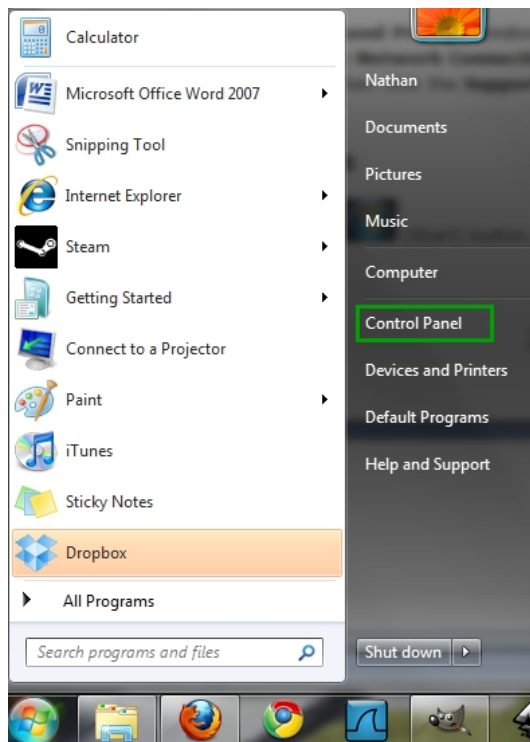 Calculator
Microsoft Office Word 2007
Snipping Tool
Internet Explorer
Steam
Getting Started
Connect to a Projector
Paint
iTunes
Sticky Notes
Dropbox
All Programs
Search programs and files
Nathan
Documents
Pictures
Music
Computer
Control Panel
Devices and Printers
Default Programs
Help and Support
Shut down